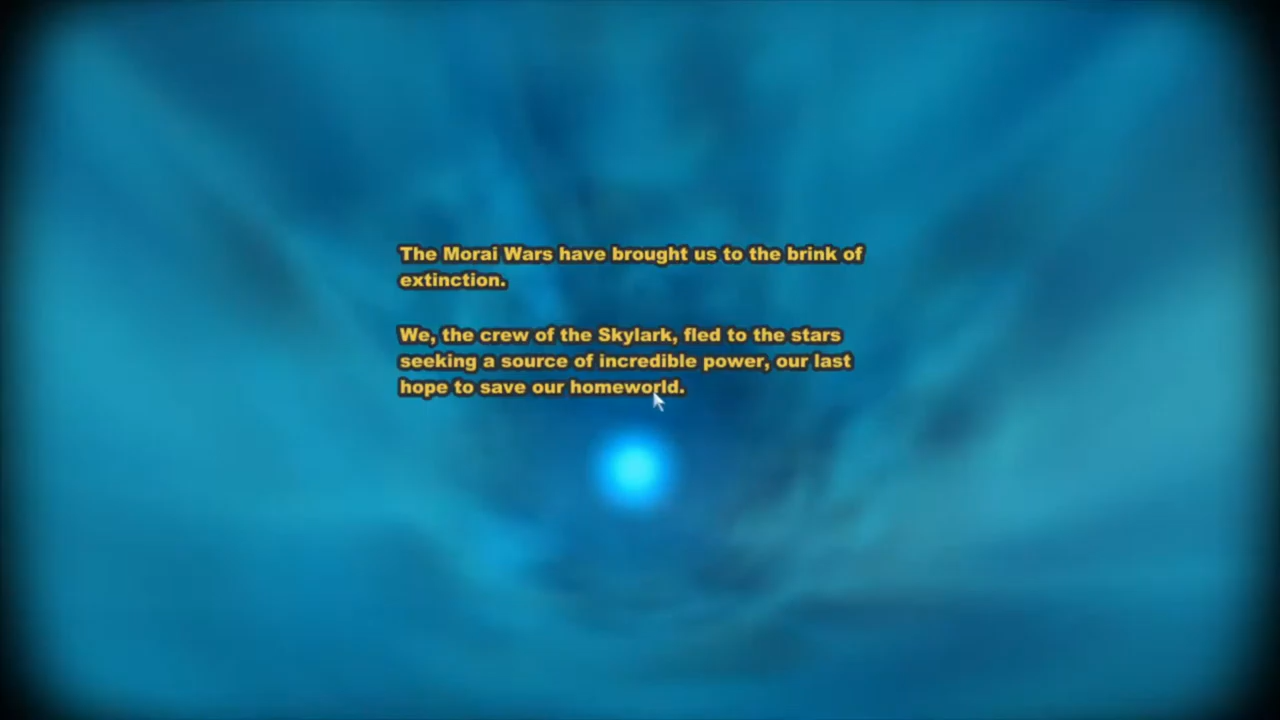 The Morai Wars have brought us to the brink of
extinction.
We, the crew of the Skylark, fled to the stars
seeking a source of incredible power, our last
hope to save our homeworld.